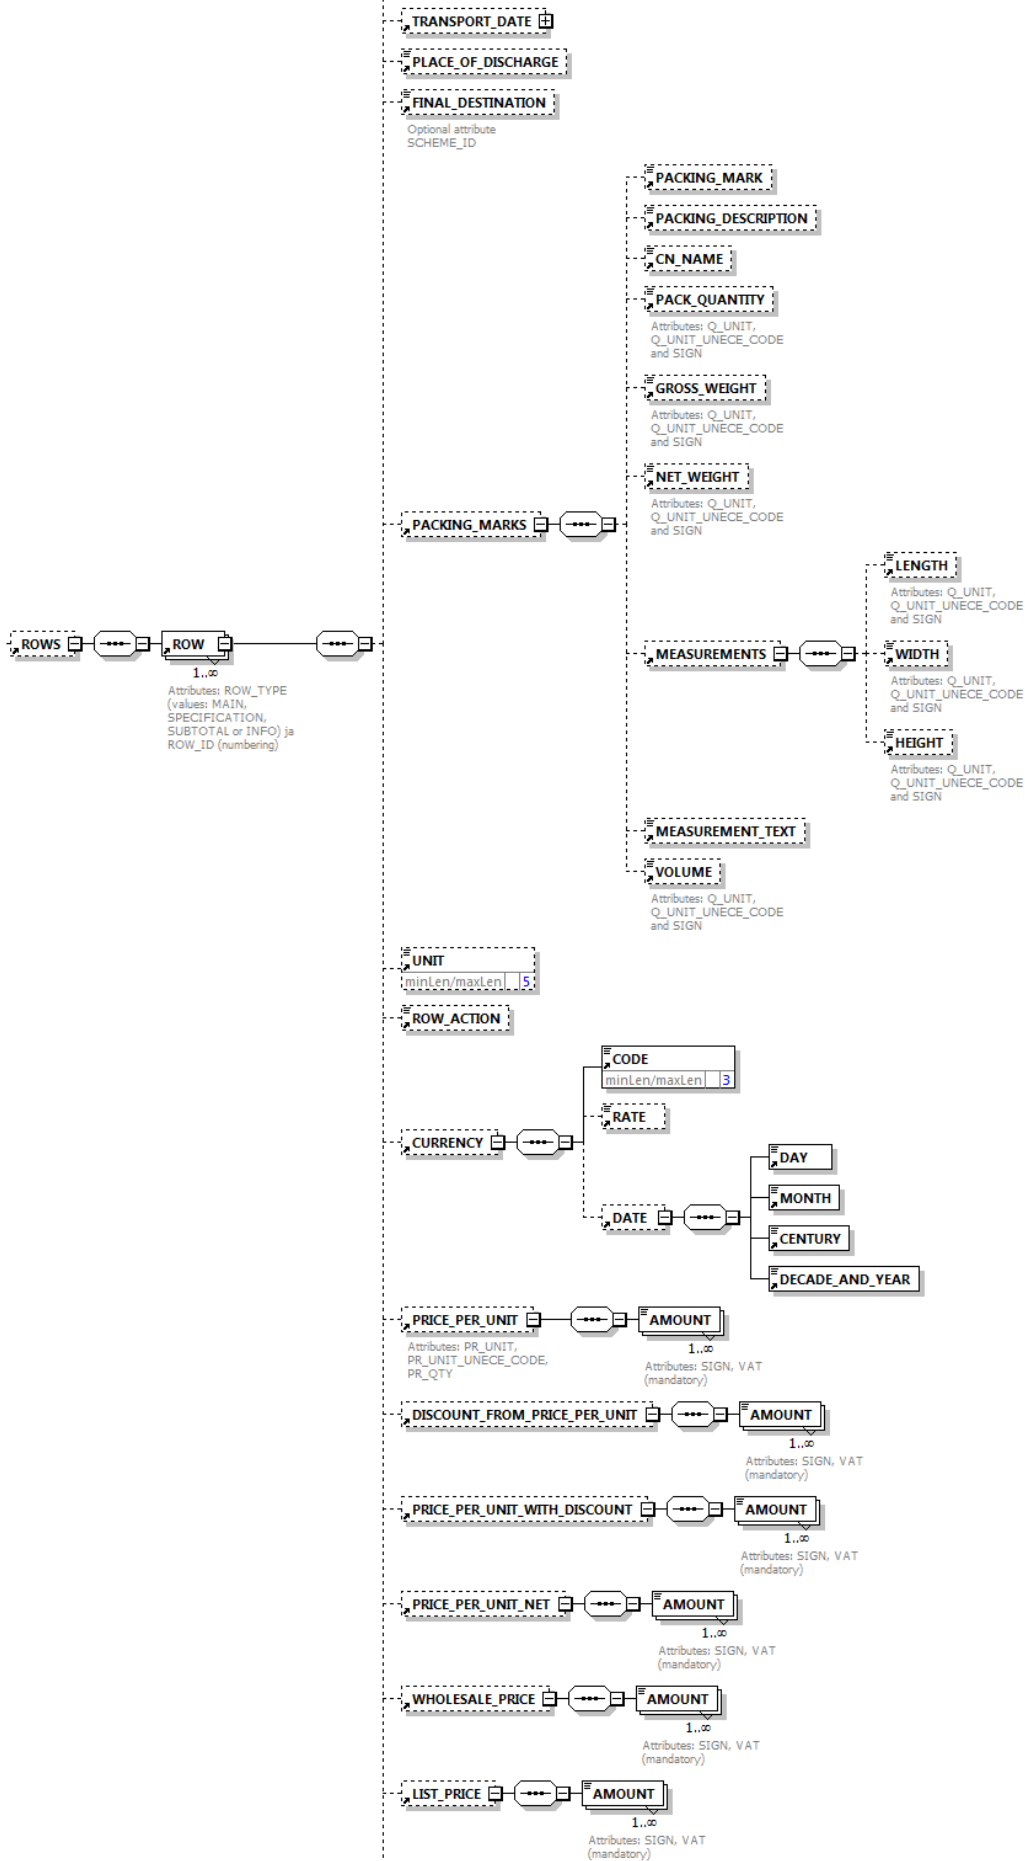 TRANSPORT_DATE
PLACE_OF_DISCHARGE
FINAL_DESTINATION
Optional attribute
SCHEME_ID
PACKING_MARK
PACKING_DESCRIPTION
CN_NAME
PACK_QUANTITY
Attributes: Q_UNIT,
Q_UNIT_UNECE_CODE
and SIGN
GROSS_WEIGHT
Attributes: Q_UNIT,
Q_UNIT_UNECE_CODE
and SIGN
NET_WEIGHT
Attributes: Q_UNIT,
Q_UNIT_UNECE_CODE
and SIGN
PACKING_MARKS
LENGTH
Attributes: Q_UNIT,
Q_UNIT_UNECE_CODE
and SIGN
ROWS
ROW
1..∞
Attributes: ROW_TYPE
(values: MAIN,
SPECIFICATION,
SUBTOTAL or INFO) ja
ROW_ID (numbering)
MEASUREMENTS
WIDTH
Attributes: Q_UNIT,
Q_UNIT_UNECE_CODE
and SIGN
HEIGHT
Attributes: Q_UNIT,
Q_UNIT_UNECE_CODE
and SIGN
MEASUREMENT_TEXT
VOLUME
Attributes: Q_UNIT,
Q_UNIT_UNECE_CODE
and SIGN
UNIT
minLen/maxLen 5
ROW_ACTION
CODE
minLen/maxLen 3
RATE
CURRENCY
DAY
MONTH
DATE
CENTURY
DECADE_AND_YEAR
PRICE_PER_UNIT
Attributes: PR_UNIT,
PR_UNIT_UNECE_CODE,
PR_QTY
AMOUNT
1..∞
Attributes: SIGN, VAT
(mandatory)
DISCOUNT_FROM_PRICE_PER_UNIT
AMOUNT
1..∞
Attributes: SIGN, VAT
(mandatory)
PRICE_PER_UNIT_WITH_DISCOUNT
AMOUNT
1..∞
Attributes: SIGN, VAT
(mandatory)
PRICE_PER_UNIT_NET
AMOUNT
1..∞
Attributes: SIGN, VAT
(mandatory)
WHOLESALE_PRICE
AMOUNT
1..∞
Attributes: SIGN, VAT
(mandatory)
LIST_PRICE
AMOUNT
1..∞
Attributes: SIGN, VAT
(mandatory)